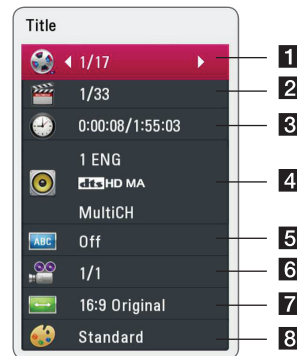 Title
1/17 1
1/33 2
0:00:08/1:55:03 3
1 ENG
dts HD MA 4
MultiCH
ABC Off 5
1/1 6
16:9 Original 7
Standard 8